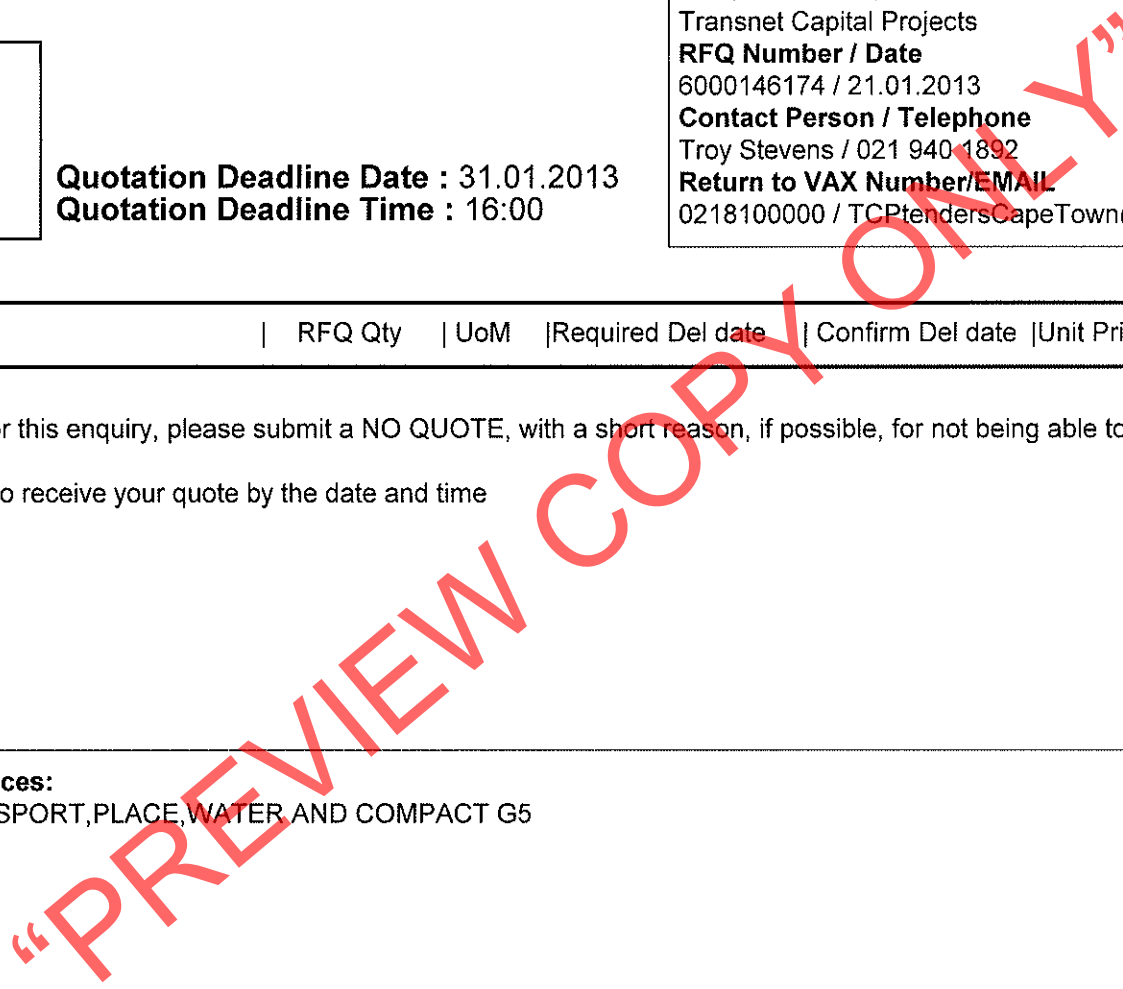 Transnet Capital Projects
RFQ Number / Date
6000146174 / 21.01.2013
Contact Person / Telephone
Troy Stevens / 021 940 1892
Return to VAX Number/EMAIL
0218100000 / TCPtendersCapeTown
Quotation Deadline Date : 31.01.2013
Quotation Deadline Time : 16:00
| RFQ Qty | UoM |Required Del date | Confirm Del date |Unit Pri
r this enquiry, please submit a NO QUOTE, with a short reason, if possible, for not being able to
o receive your quote by the date and time
ces:
SPORT,PLACE,WATER AND COMPACT G5
“PREVIEW COPY ONLY”